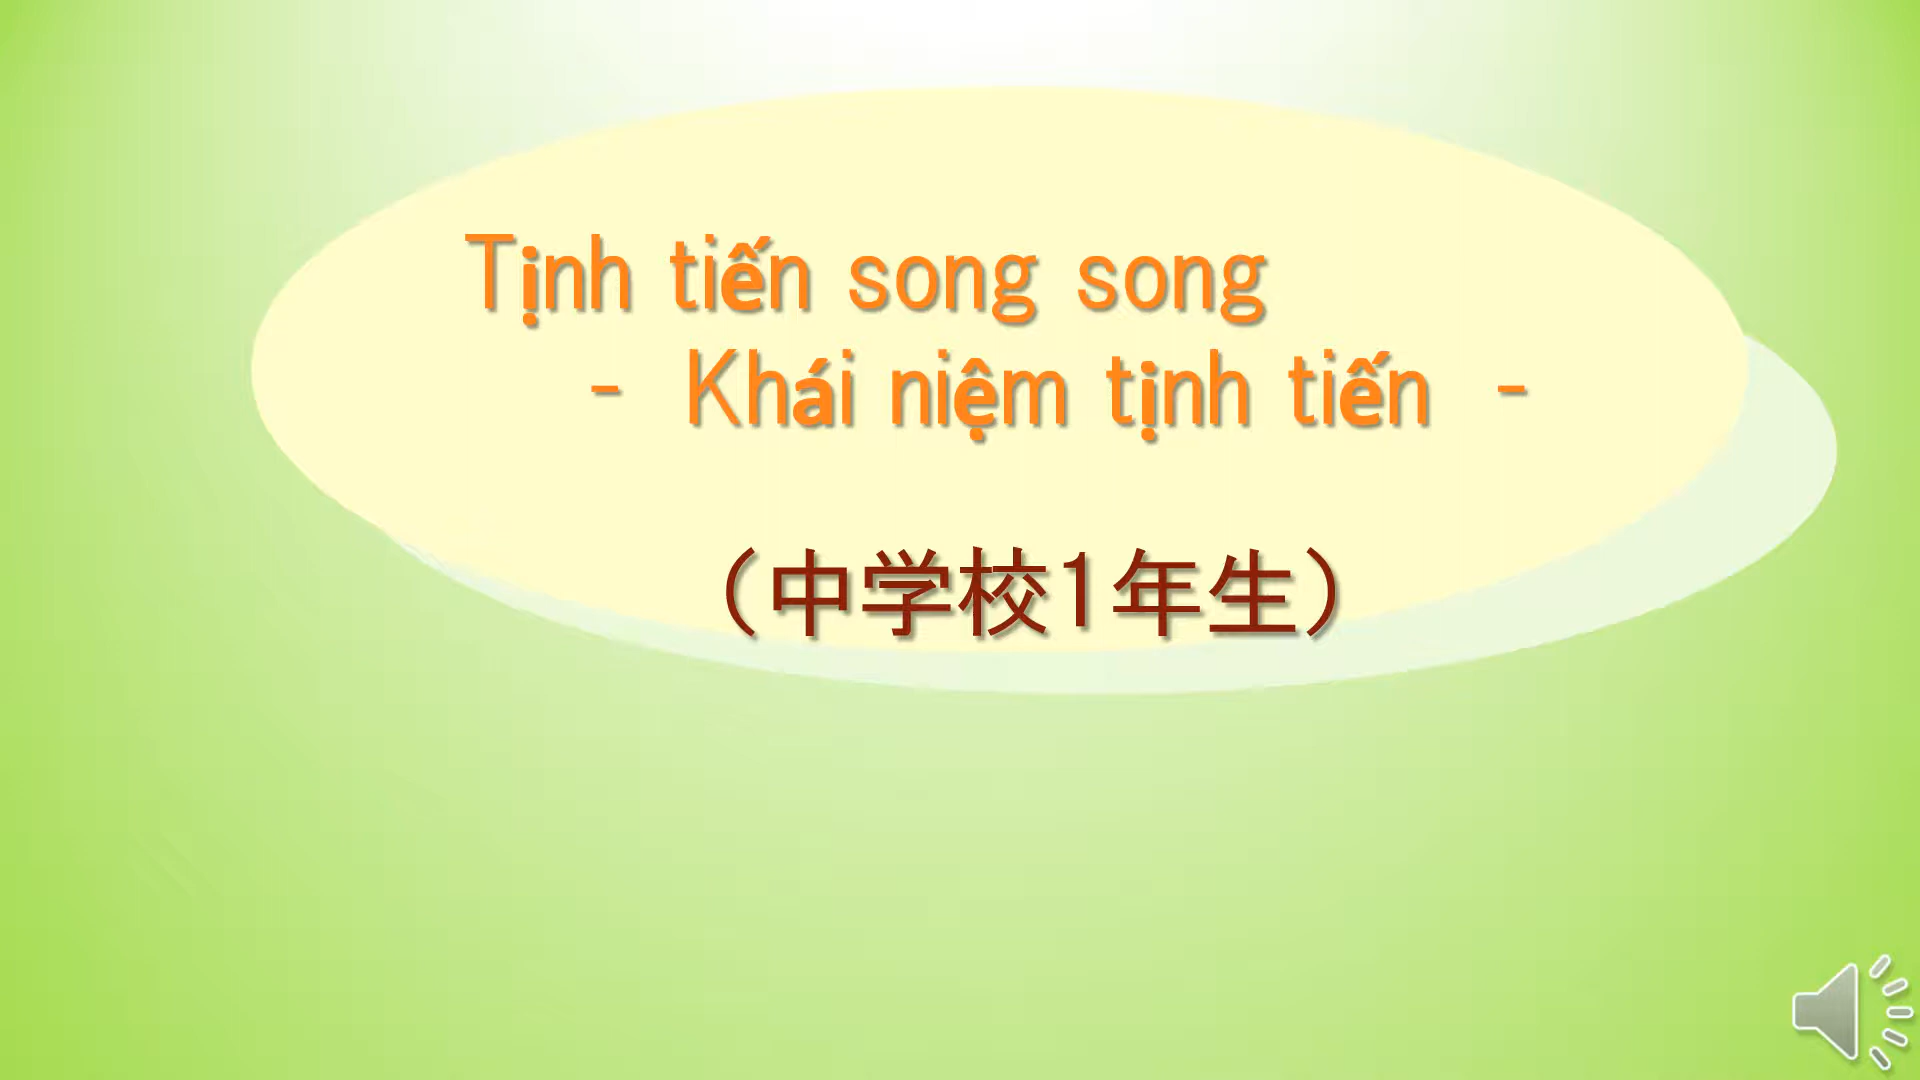 Tịnh tiến song song
- Khái niệm tịnh tiến -
（中学校1年生）